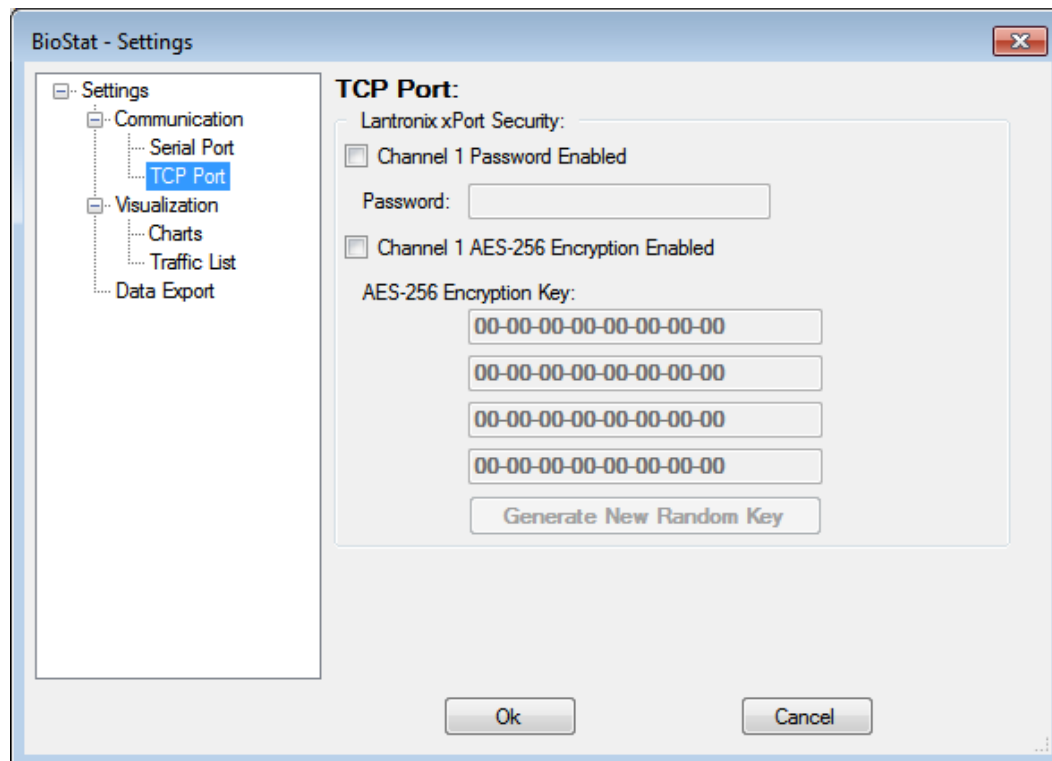 BioStat - Settings
Settings
Communication
Serial Port
TCP Port
Visualization
Charts
Traffic List
Data Export
TCP Port:
Lantronix xPort Security:
Channel 1 Password Enabled
Password:
Channel 1 AES-256 Encryption Enabled
AES-256 Encryption Key:
00-00-00-00-00-00-00-00
00-00-00-00-00-00-00-00
00-00-00-00-00-00-00-00
00-00-00-00-00-00-00-00
Generate New Random Key
Ok Cancel